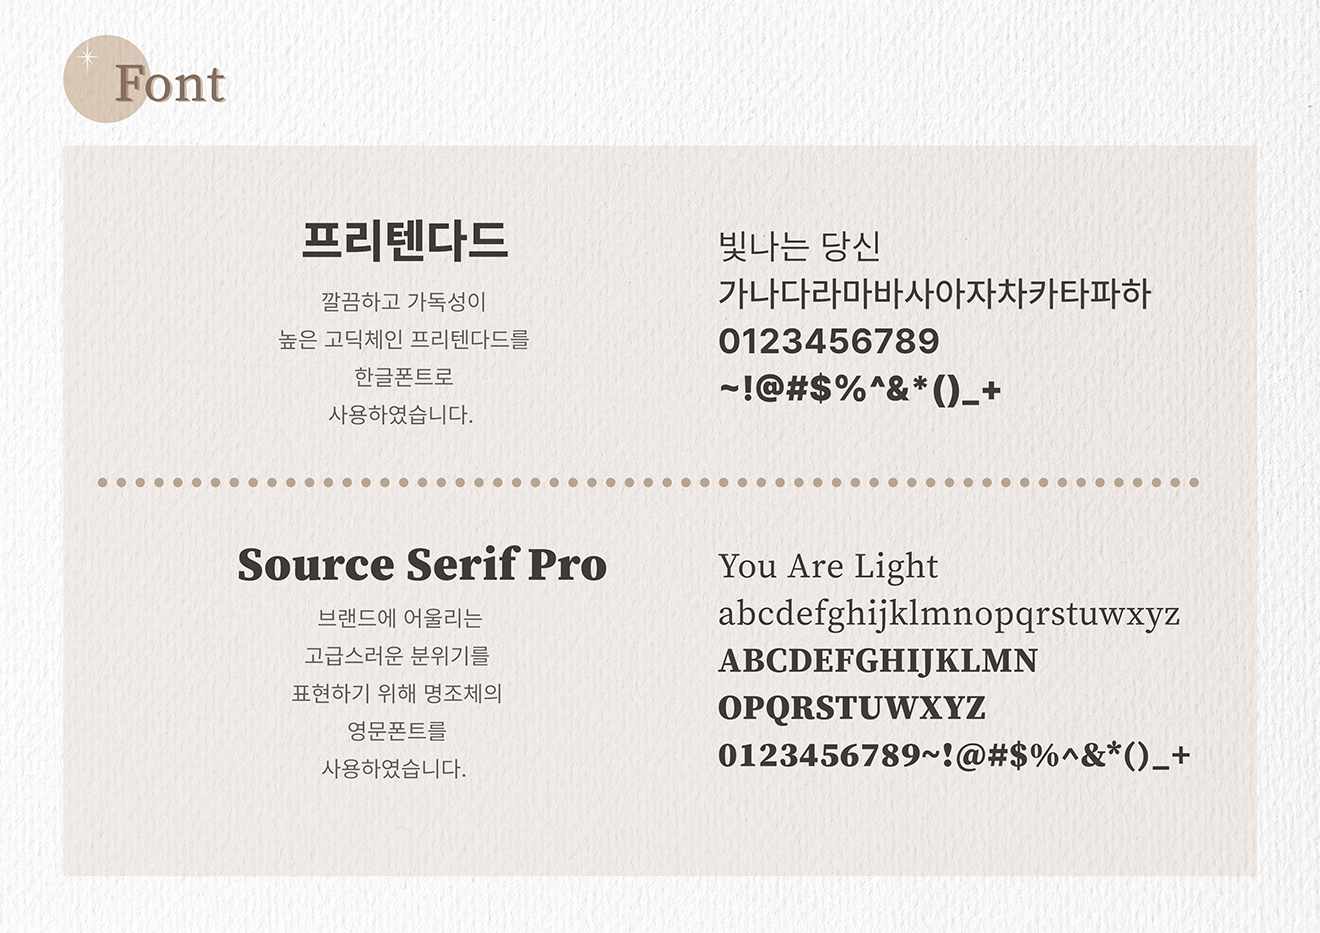 Font
프리텐다드
깔끔하고 가독성이
높은 고딕체인 프리텐다드를
한글폰트로
사용하였습니다.
빛나는 당신
가나다라마바사아자차카타파하
0123456789
~!@#$%^&*()_+
Source Serif Pro
브랜드에 어울리는
고급스러운 분위기를
표현하기 위해 명조체의
영문폰트를
사용하였습니다.
You Are Light
abcdefghijklmnopqrstuwxyz
ABCDEFGHIJKLMN
OPQRSTUWXYZ
0123456789~!@#$%^&*()_+